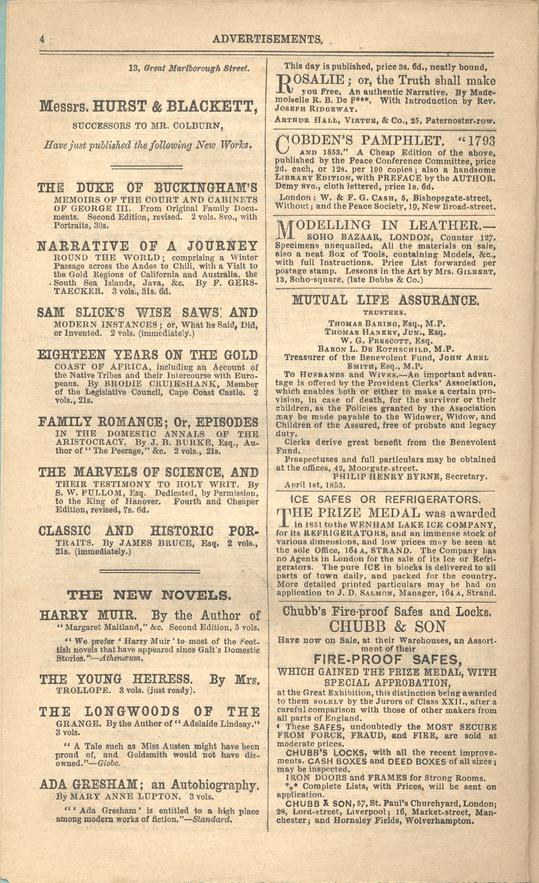 4
ADVERTISEMENTS.
13, Great Marlborough Street.
Messrs. HURST & BLACKETT,
SUCCESSORS TO MR. COLBURN,
Have just published the following New Works.
THE DUKE OF BUCKINGHAM'S
MEMOIRS OF THE COURT AND CABINETS
OF GEORGE III. From Original Family Docu-
ments. Second Edition, revised. 2 vols. 8vo., with
Portraits, 30s.
NARRATIVE OF A JOURNEY
ROUND THE WORLD; comprising a Winter
Passage across the Andes to Chili, with a Visit to
the Gold Regions of California and Australia, the
South Sea Islands, Java, &c. By F. GERS-
TAECKER. 3 vols., 31s. 6d.
SAM SLICK'S WISE SAWS AND
MODERN INSTANCES; or, What he Said, Did,
or Invented. 2 vols. (immediately.)
EIGHTEEN YEARS ON THE GOLD
COAST OF AFRICA, including an Account of
the Native Tribes and their Intercourse with Euro-
peans. By BRODIE CRUIKSHANK, Member
of the Legislative Council, Cape Coast Castle. 2
vols., 21s.
FAMILY ROMANCE; Or, EPISODES
IN THE DOMESTIC ANNALS OF THE
ARISTOCRACY. By J. B. BURKE, Esq., Au-
thor of "The Peerage," &c. 2 vols., 21s.
THE MARVELS OF SCIENCE, AND
THEIR TESTIMONY TO HOLY WRIT. By
S. W. FULLOM, Esq. Dedicated, by Permission,
to the King of Hanover. Fourth and Cheaper
Edition, revised, 7s. 6d.
CLASSIC AND HISTORIC POR-
TRAITS. By JAMES BRUCE, Esq. 2 vols.,
21s. (immediately.)
THE NEW NOVELS.
HARRY MUIR. By the Author of
"Margaret Maitland," &c. Second Edition, 3 vols.
"We prefer 'Harry Muir' to most of the Scot-
tish novels that have appeared since Galt's Domestic
Stories."—Athenæum.
THE YOUNG HEIRESS. By Mrs.
TROLLOPE. 3 vols. (just ready).
THE LONGWOODS OF THE
GRANGE. By the Author of "Adelaide Lindsay."
3 vols.
"A Tale such as Miss Austen might have been
proud of, and Goldsmith would not have dis-
owned."—Globe.
ADA GRESHAM; an Autobiography.
By MARY ANNE LUPTON. 3 vols.
"'Ada Gresham' is entitled to a high place
among modern works of fiction."—Standard.
This day is published, price 3s. 6d., neatly bound,
ROSALIE; or, the Truth shall make
you Free. An authentic Narrative. By Made-
moiselle R. B. De P***. With Introduction by Rev.
JOSEPH RIDGEWAY.
ARTHUR HALL, VIRTUE, & Co., 25, Paternoster-row.
COBDEN'S PAMPHLET. "1793
AND 1853." A Cheap Edition of the above,
published by the Peace Conference Committee, price
2d. each, or 12s. per 100 copies; also a handsome
LIBRARY EDITION, with PREFACE by the AUTHOR.
Demy 8vo., cloth lettered, price 1s. 6d.
London: W. & F. G. CASH, 5, Bishopsgate-street,
Without; and the Peace Society, 19, New Broad-street.
MODELLING IN LEATHER.—
SOHO BAZAAR, LONDON, Counter 127.
Specimens unequalled. All the materials on sale,
also a neat Box of Tools, containing Models, &c.,
with full Instructions. Price List forwarded per
postage stamp. Lessons in the Art by Mrs. GILBERT,
13, Soho-square, (late Dobbs & Co.)
MUTUAL LIFE ASSURANCE.
TRUSTEES.
THOMAS BARING, Esq., M.P.
THOMAS HANKEY, JUN., Esq.
W. G. PRESCOTT, Esq.
BARON L. DE ROTHSCHILD, M.P.
Treasurer of the Benevolent Fund, JOHN ABEL
SMITH, Esq., M.P.
To HUSBANDS and WIVES.—An important advan-
tage is offered by the Provident Clerks' Association,
which enables both or either to make a certain pro-
vision, in case of death, for the survivor or their
children, as the Policies granted by the Association
may be made payable to the Widower, Widow, and
Children of the Assured, free of probate and legacy
duty.
Clerks derive great benefit from the Benevolent
Fund.
Prospectuses and full particulars may be obtained
at the offices, 42, Moorgate-street.
PHILIP HENRY BYRNE, Secretary.
April 1st, 1853.
ICE SAFES OR REFRIGERATORS.
THE PRIZE MEDAL was awarded
in 1851 to the WENHAM LAKE ICE COMPANY,
for its REFRIGERATORS, and an immense stock of
various dimensions, and low prices may be seen at
the sole Office, 164 A, STRAND. The Company has
no Agents in London for the sale of its Ice or Refri-
gerators. The pure ICE in blocks is delivered to all
parts of town daily, and packed for the country.
More detailed printed particulars may be had on
application to J. D. SALMON, Manager, 164 A, Strand.
Chubb's Fire-proof Safes and Locks.
CHUBB & SON
Have now on Sale, at their Warehouses, an Assort-
ment of their
FIRE-PROOF SAFES,
WHICH GAINED THE PRIZE MEDAL, WITH
SPECIAL APPROBATION,
at the Great Exhibition, this distinction being awarded
to them SOLELY by the Jurors of Class XXII., after a
careful comparison with those of other makers from
all parts of England.
These SAFES, undoubtedly the MOST SECURE
FROM FORCE, FRAUD, and FIRE, are sold at
moderate prices.
CHUBB'S LOCKS, with all the recent improve-
ments. CASH BOXES and DEED BOXES of all sizes;
may be inspected.
IRON DOORS and FRAMES for Strong Rooms.
*** Complete Lists, with Prices, will be sent on
application.
CHUBB & SON, 57, St. Paul's Churchyard, London;
28, Lord-street, Liverpool; 16, Market-street, Man-
chester; and Hornsley Fields, Wolverhampton.